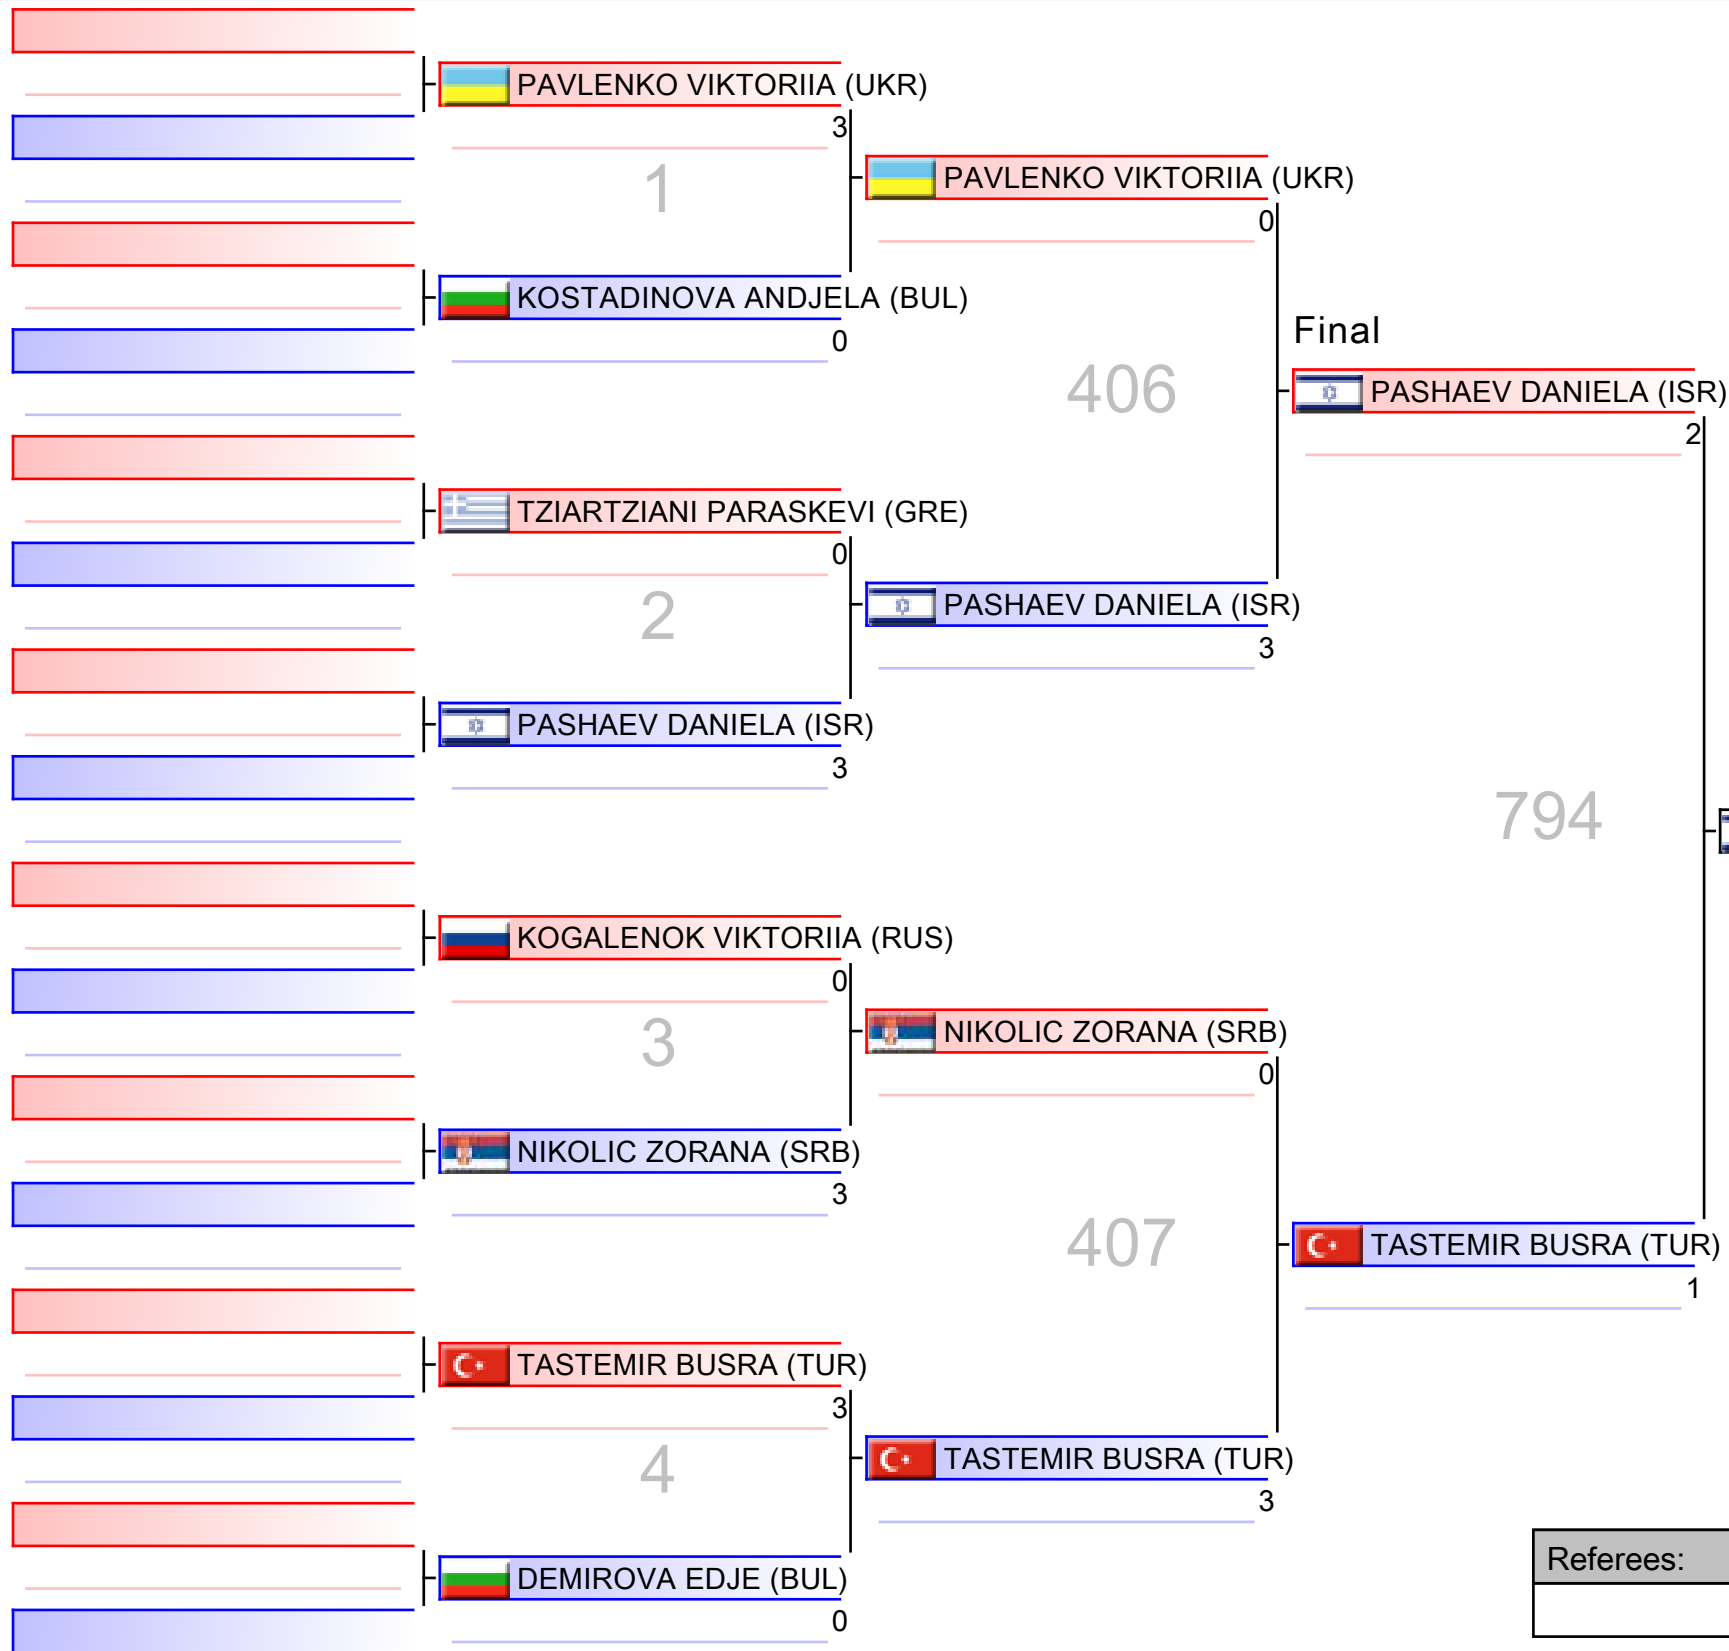 PAVLENKO VIKTORIIA (UKR)
3
1
KOSTADINOVA ANDJELA (BUL)
0
TZIARTZIANI PARASKEVI (GRE)
0
2
PASHAEV DANIELA (ISR)
3
KOGALENOK VIKTORIIA (RUS)
0
3
NIKOLIC ZORANA (SRB)
3
TASTEMIR BUSRA (TUR)
3
4
DEMIROVA EDJE (BUL)
0
PAVLENKO VIKTORIIA (UKR)
0
406
PASHAEV DANIELA (ISR)
3
NIKOLIC ZORANA (SRB)
0
407
TASTEMIR BUSRA (TUR)
3
Final
PASHAEV DANIELA (ISR)
2
794
TASTEMIR BUSRA (TUR)
1
Referees: